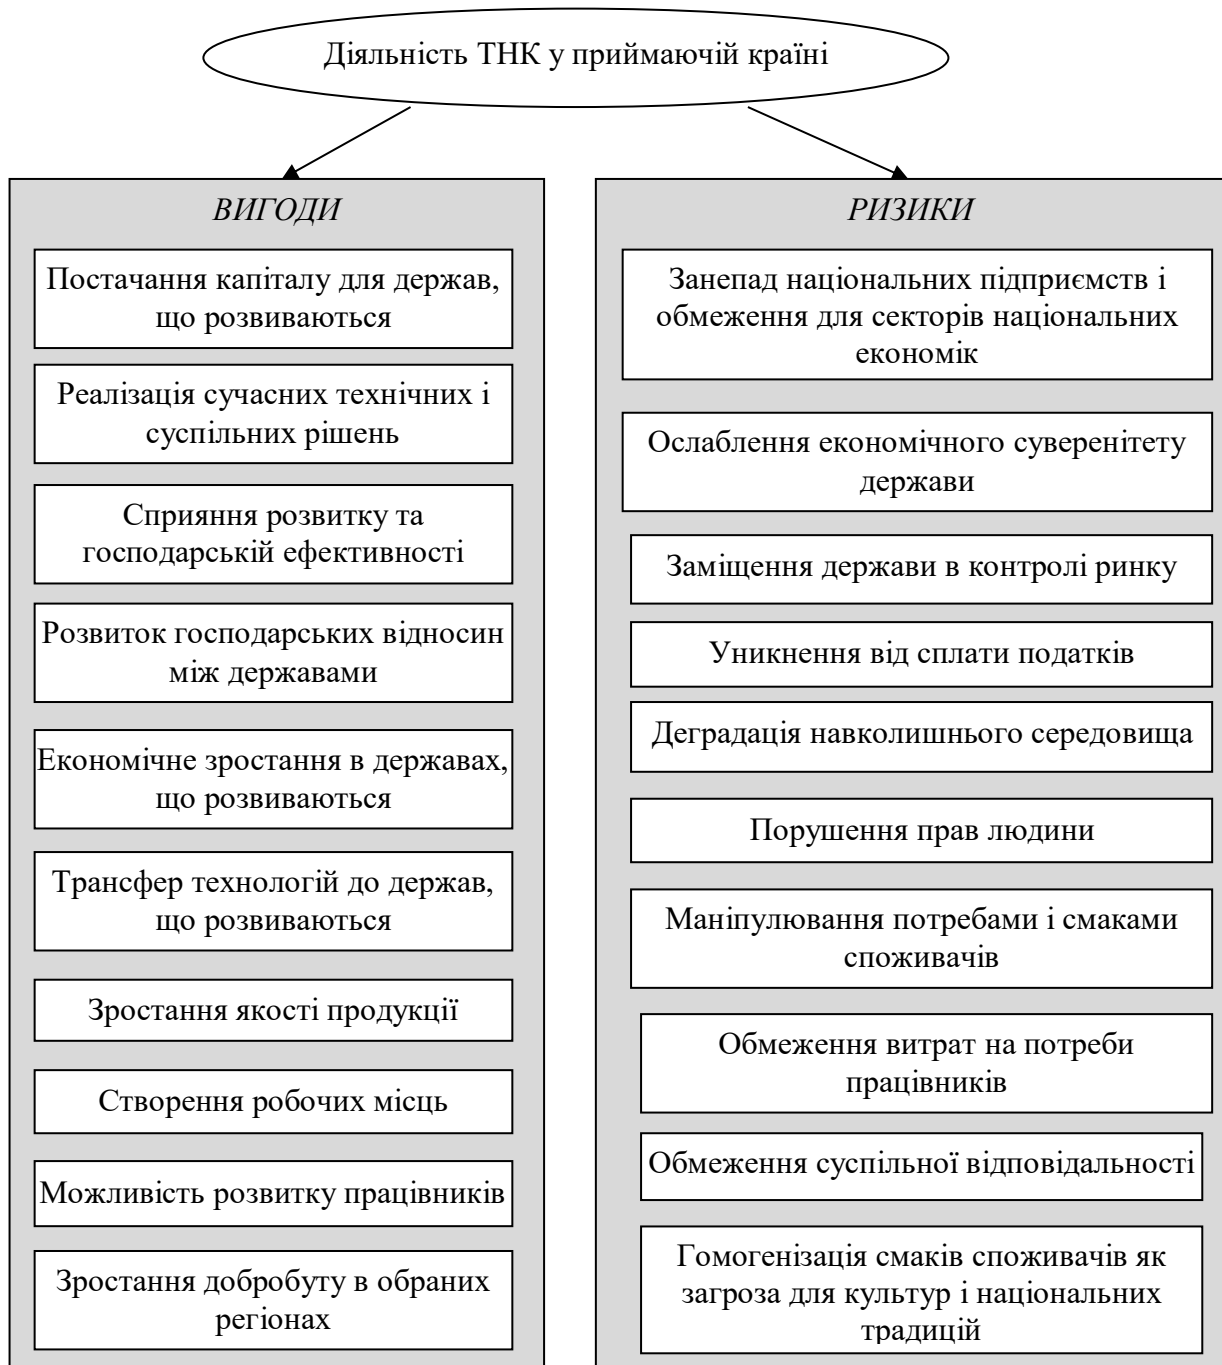 Діяльність ТНК у приймаючій країні
ВИГОДИ
Постачання капіталу для держав,
що розвиваються
Реалізація сучасних технічних і
суспільних рішень
Сприяння розвитку та
господарській ефективності
Розвиток господарських відносин
між державами
Економічне зростання в державах,
що розвиваються
Трансфер технологій до держав,
що розвиваються
Зростання якості продукції
Створення робочих місць
Можливість розвитку працівників
Зростання добробуту в обраних
регіонах
РИЗИКИ
Занепад національних підприємств і
обмеження для секторів національних
економік
Ослаблення економічного суверенітету
держави
Заміщення держави в контролі ринку
Уникнення від сплати податків
Деградація навколишнього середовища
Порушення прав людини
Маніпулювання потребами і смаками
споживачів
Обмеження витрат на потреби
працівників
Обмеження суспільної відповідальності
Гомогенізація смаків споживачів як
загроза для культур і національних
традицій